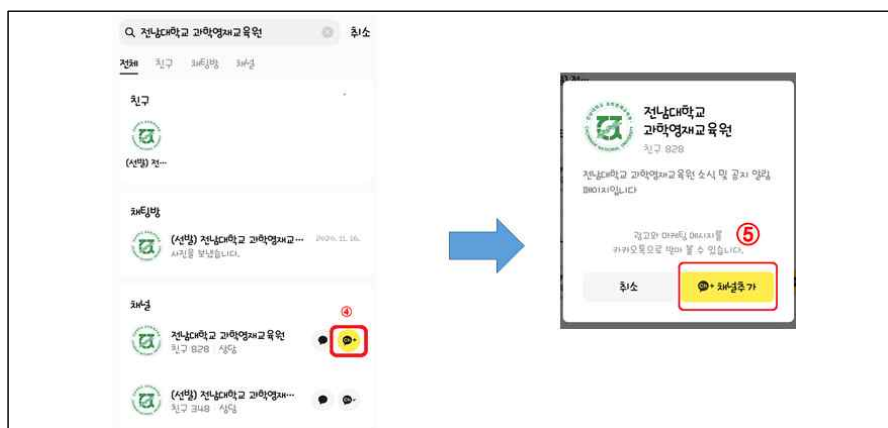 전남대학교 과학영재교육원 취소
전체 친구 채팅방 채널
친구
(선발) 전···
채팅방
(선발) 전남대학교 과학영재교··· 2020. 11. 16.
사진을 보냈습니다.
채널
④
전남대학교 과학영재교육원
친구 828 상담
(선발) 전남대학교 과학영재···
친구 348 상담
전남대학교
과학영재교육원
친구 828
전남대학교 과학영재교육원 소식 및 공지 알림
페이지입니다
광고와 마케팅 메시지를
카카오톡으로 받아 볼 수 있습니다.
⑤
취소 채널추가